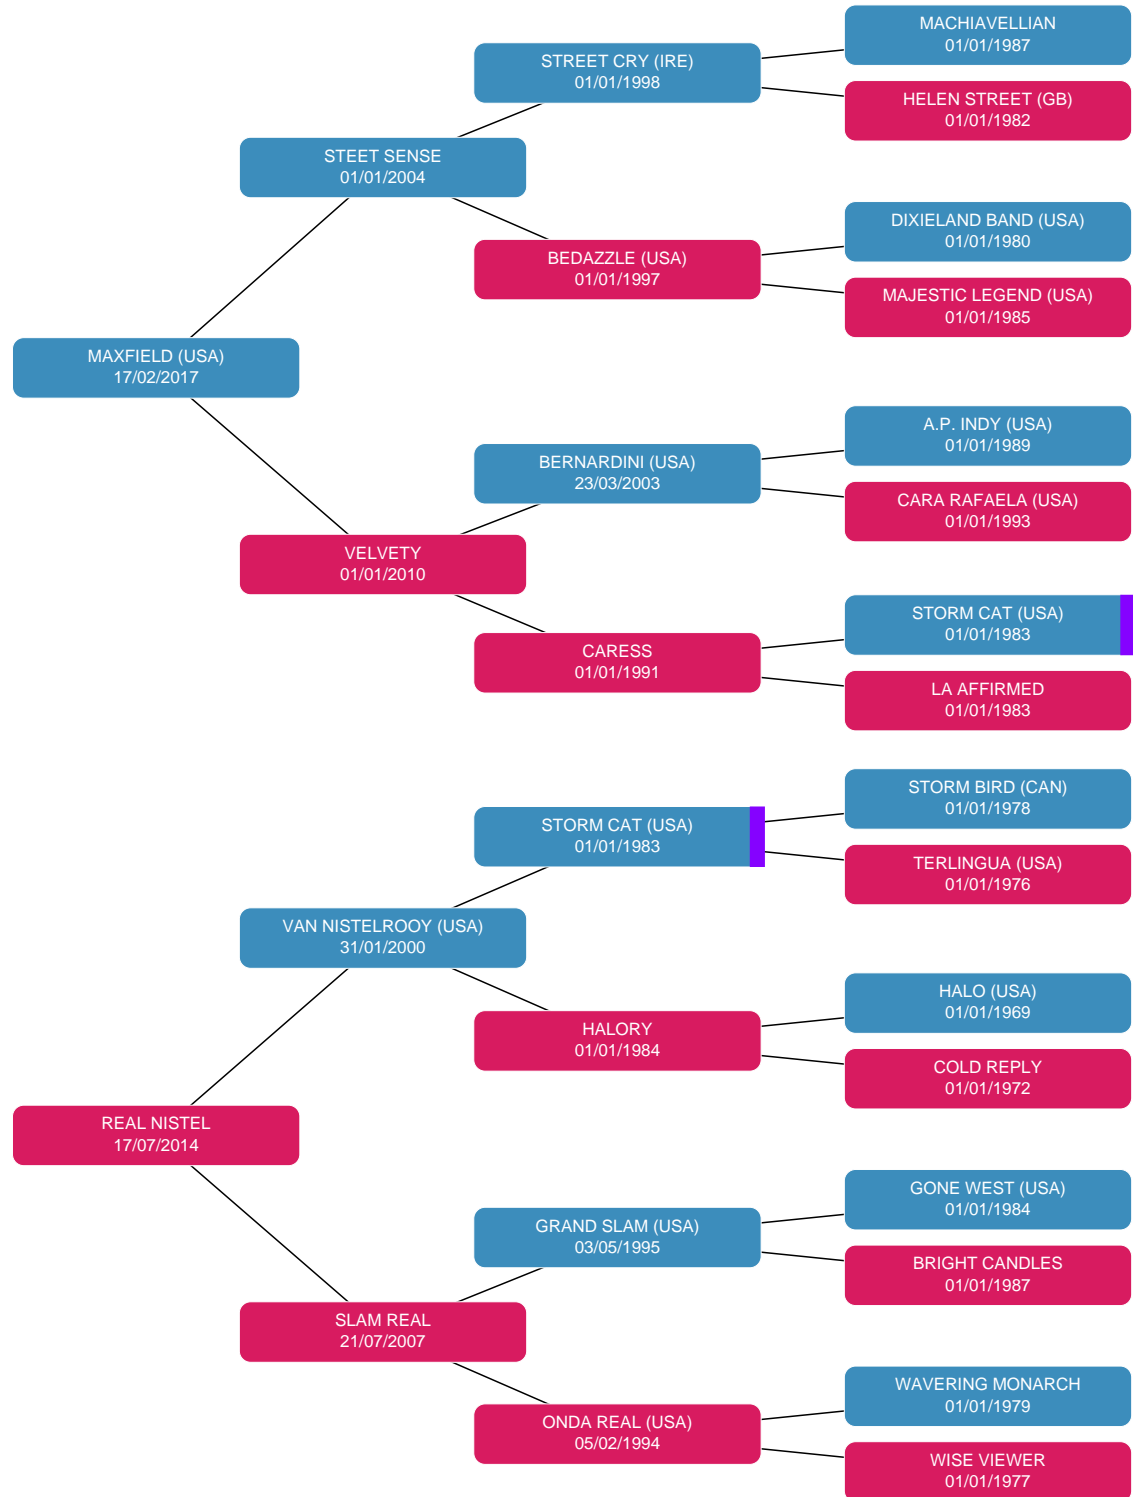 MACHIAVELLIAN
01/01/1987
STREET CRY (IRE)
01/01/1998
HELEN STREET (GB)
01/01/1982
STEET SENSE
01/01/2004
DIXIELAND BAND (USA)
01/01/1980
BEDAZZLE (USA)
01/01/1997
MAJESTIC LEGEND (USA)
01/01/1985
MAXFIELD (USA)
17/02/2017
A.P. INDY (USA)
01/01/1989
BERNARDINI (USA)
23/03/2003
CARA RAFAELA (USA)
01/01/1993
VELVETY
01/01/2010
STORM CAT (USA)
01/01/1983
CARESS
01/01/1991
LA AFFIRMED
01/01/1983
STORM BIRD (CAN)
01/01/1978
STORM CAT (USA)
01/01/1983
TERLINGUA (USA)
01/01/1976
VAN NISTELROOY (USA)
31/01/2000
HALO (USA)
01/01/1969
HALORY
01/01/1984
COLD REPLY
01/01/1972
REAL NISTEL
17/07/2014
GONE WEST (USA)
01/01/1984
GRAND SLAM (USA)
03/05/1995
BRIGHT CANDLES
01/01/1987
SLAM REAL
21/07/2007
WAVERING MONARCH
01/01/1979
ONDA REAL (USA)
05/02/1994
WISE VIEWER
01/01/1977